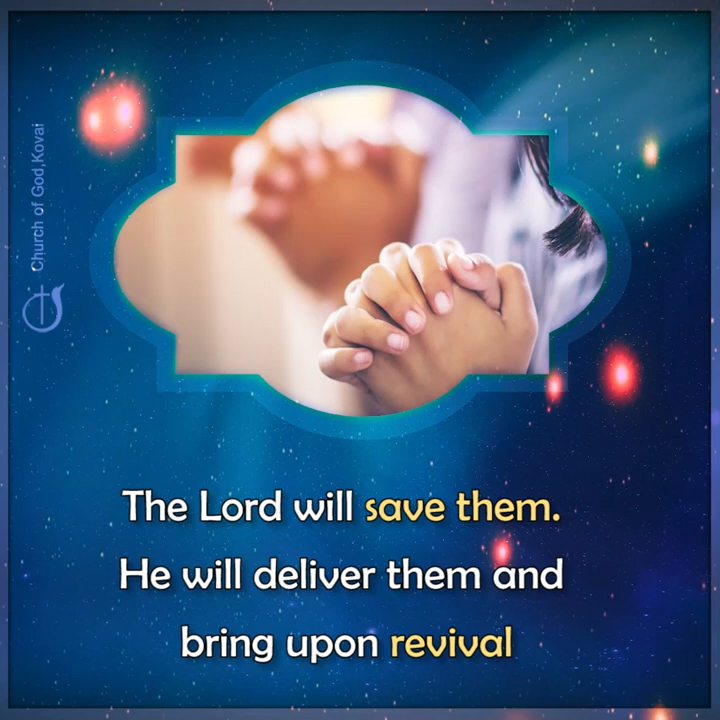 Church of God,Kovai
The Lord will save them.
He will deliver them and
bring upon revival